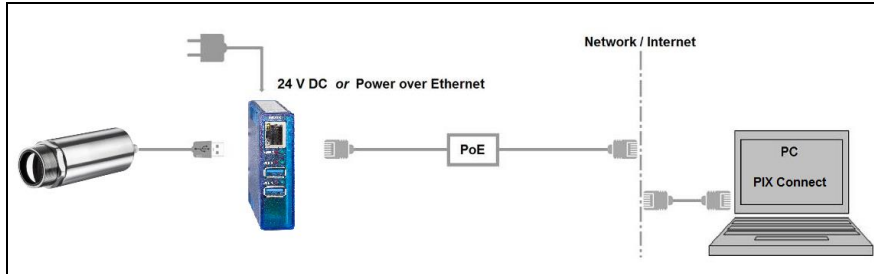 Network / Internet
24 V DC or Power over Ethernet
PoE
PC
PIX Connect